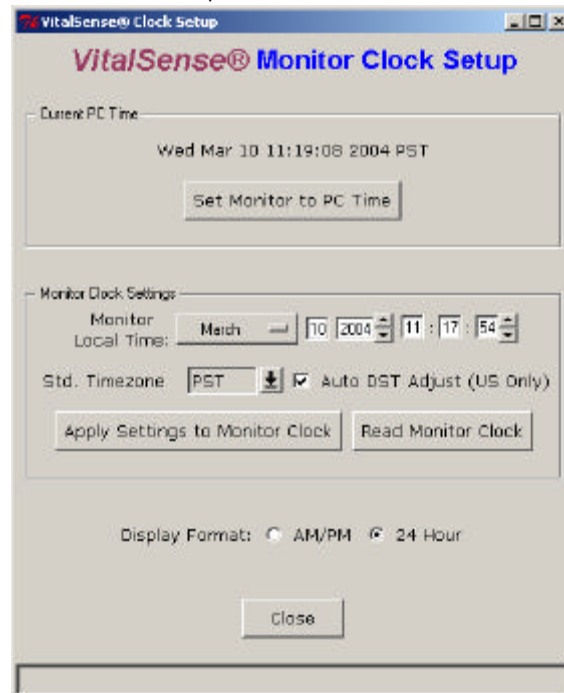 VitalSense® Clock Setup
VitalSense® Monitor Clock Setup
Current PC Time
Wed Mar 10 11:19:08 2004 PST
Set Monitor to PC Time
Monitor Clock Settings
Monitor
Local Time: March 10 2004 11 : 17 : 54
Std. Timezone PST Auto DST Adjust (US Only)
Apply Settings to Monitor Clock Read Monitor Clock
Display Format: AM/PM 24 Hour
Close